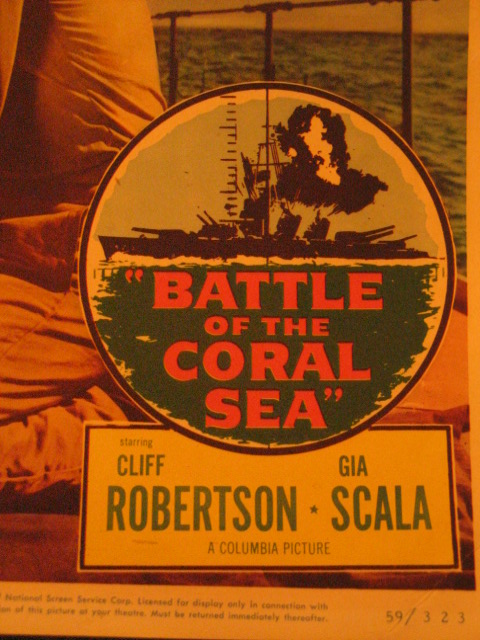 "BATTLE
OF THE
CORAL
SEA"
starring
CLIFF GIA
ROBERTSON ★ SCALA
A COLUMBIA PICTURE
National Screen Service Corp. Licensed for display only in connection with
of this picture at your theatre. Must be returned immediately thereafter.
59/323